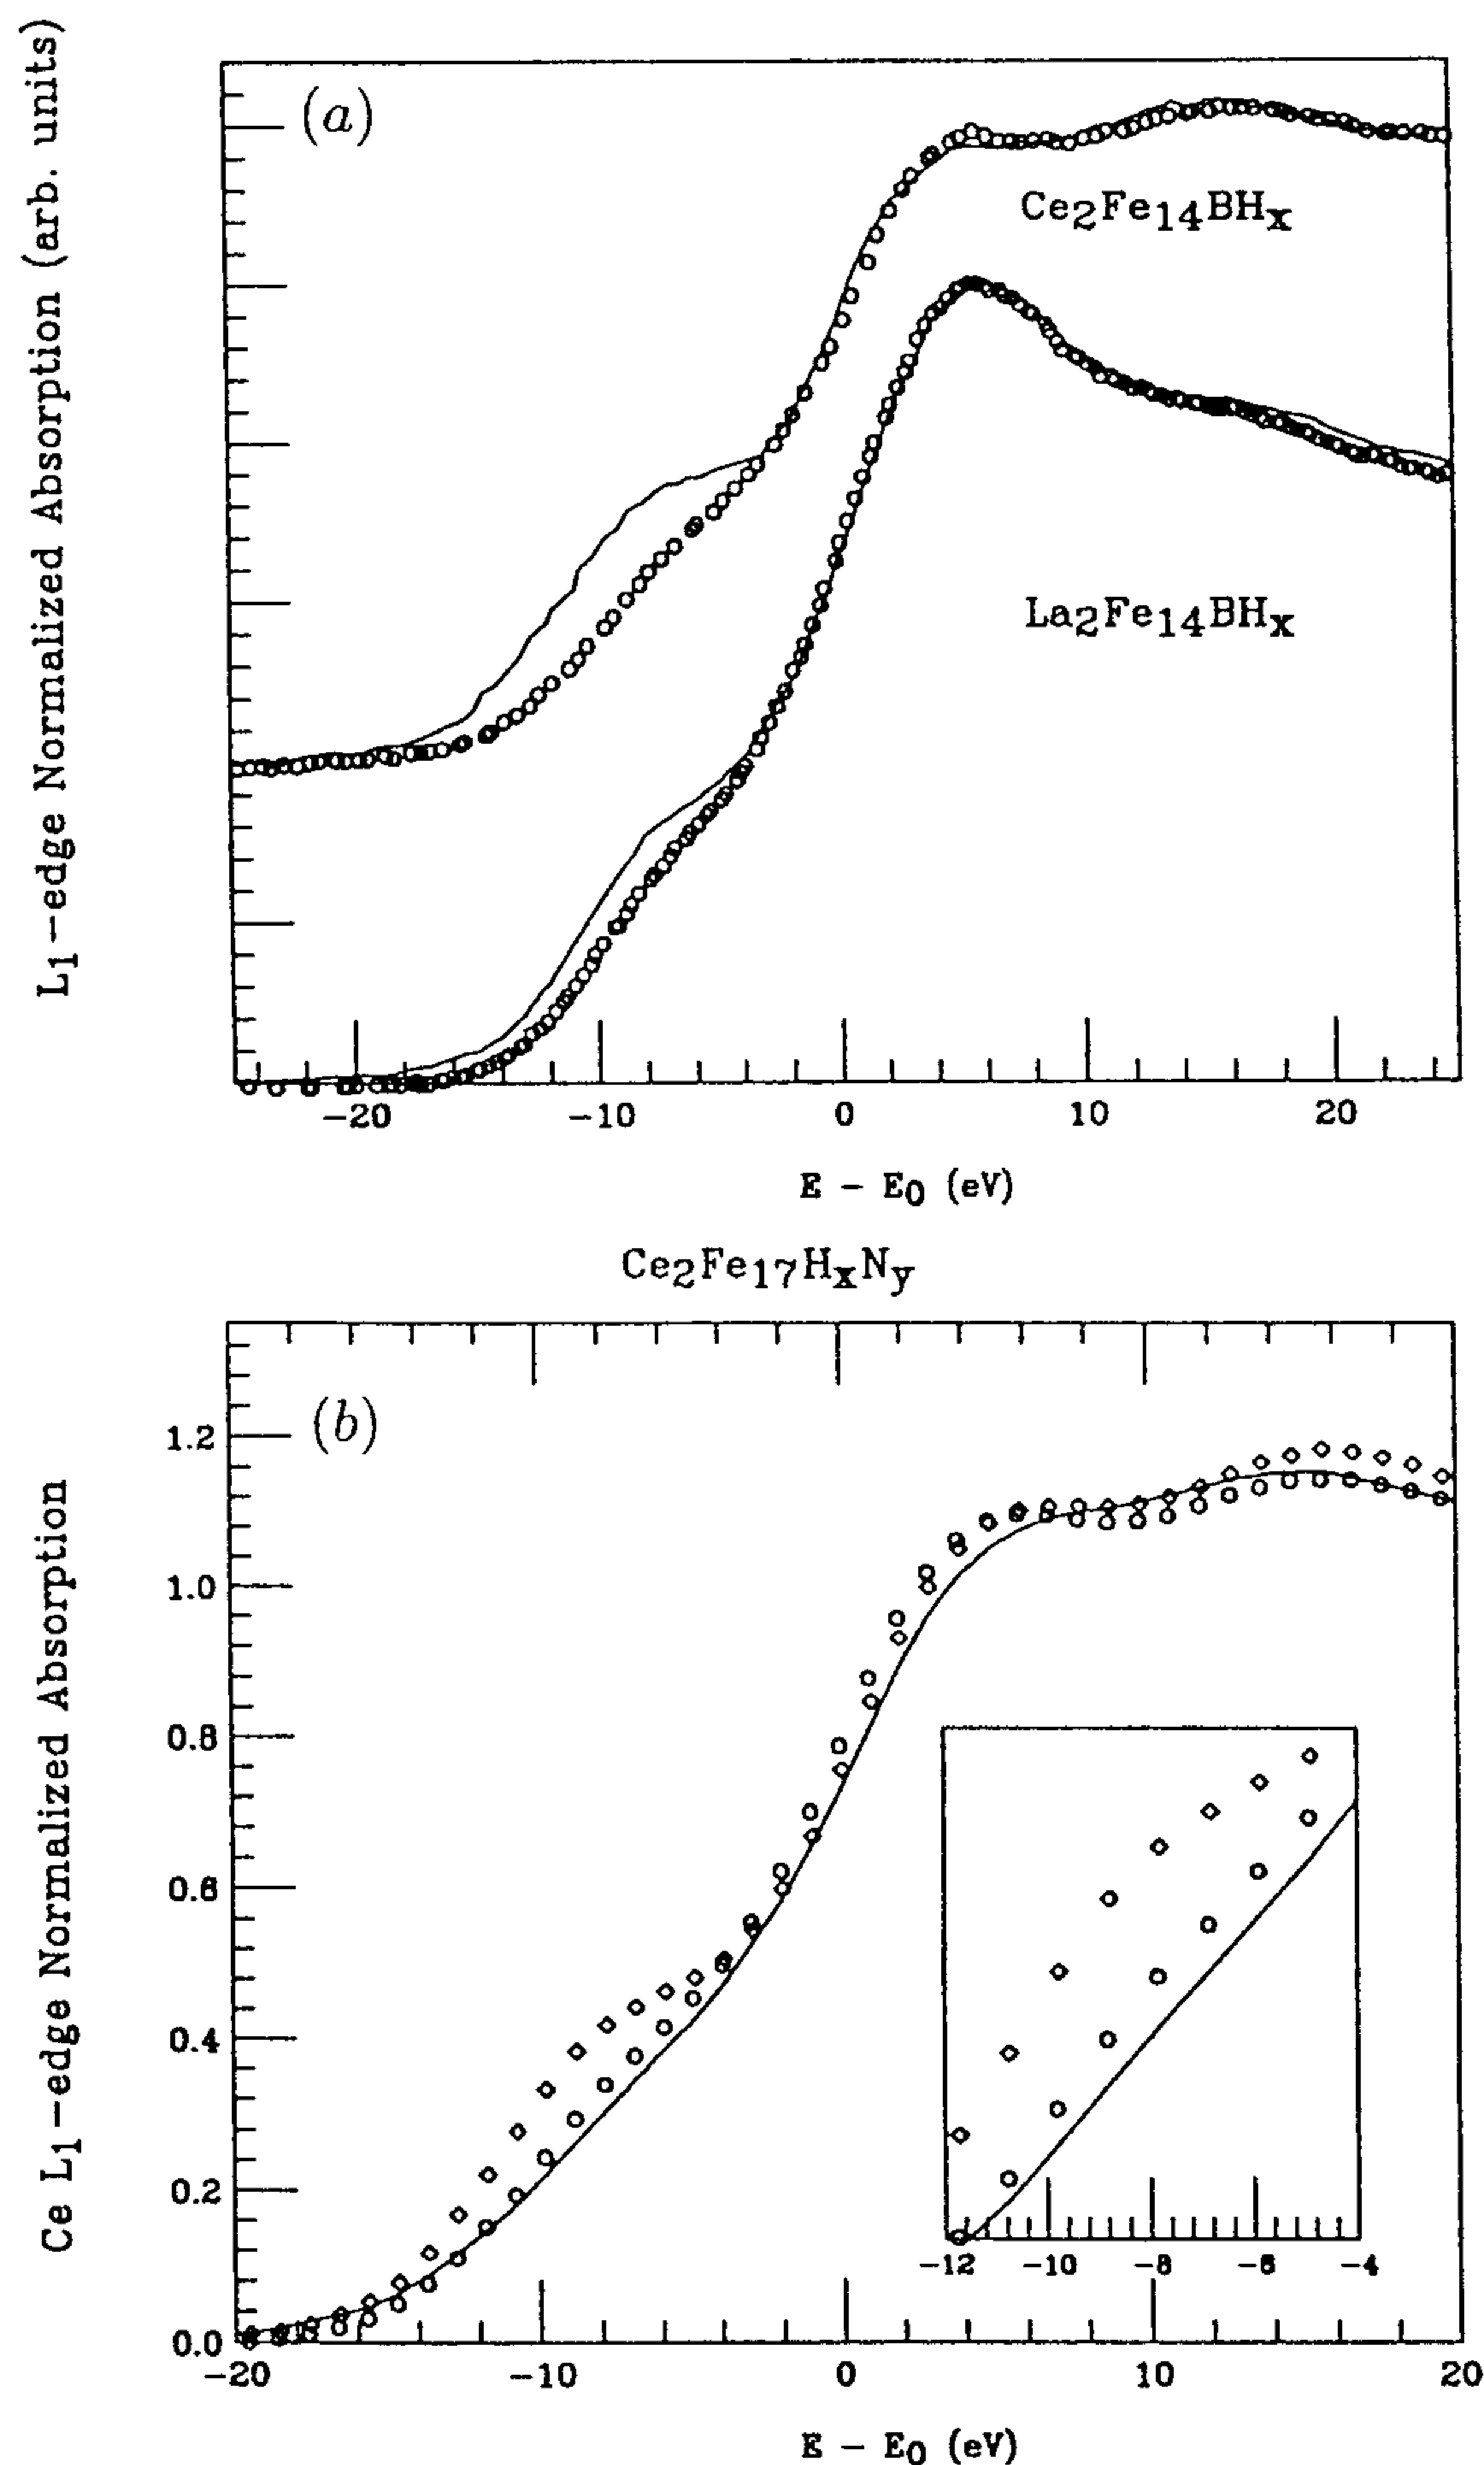 (a)
L1-edge Normalized Absorption (arb. units)
Ce2Fe14BHx
La2Fe14BHx
-20 -10 0 10 20
E - E0 (eV)
Ce2Fe17HxNy
(b)
Ce L1-edge Normalized Absorption
1.2
1.0
0.8
0.6
0.4
0.2
0.0
-12 -10 -8 -6 -4
-20 -10 0 10 20
E - E0 (eV)